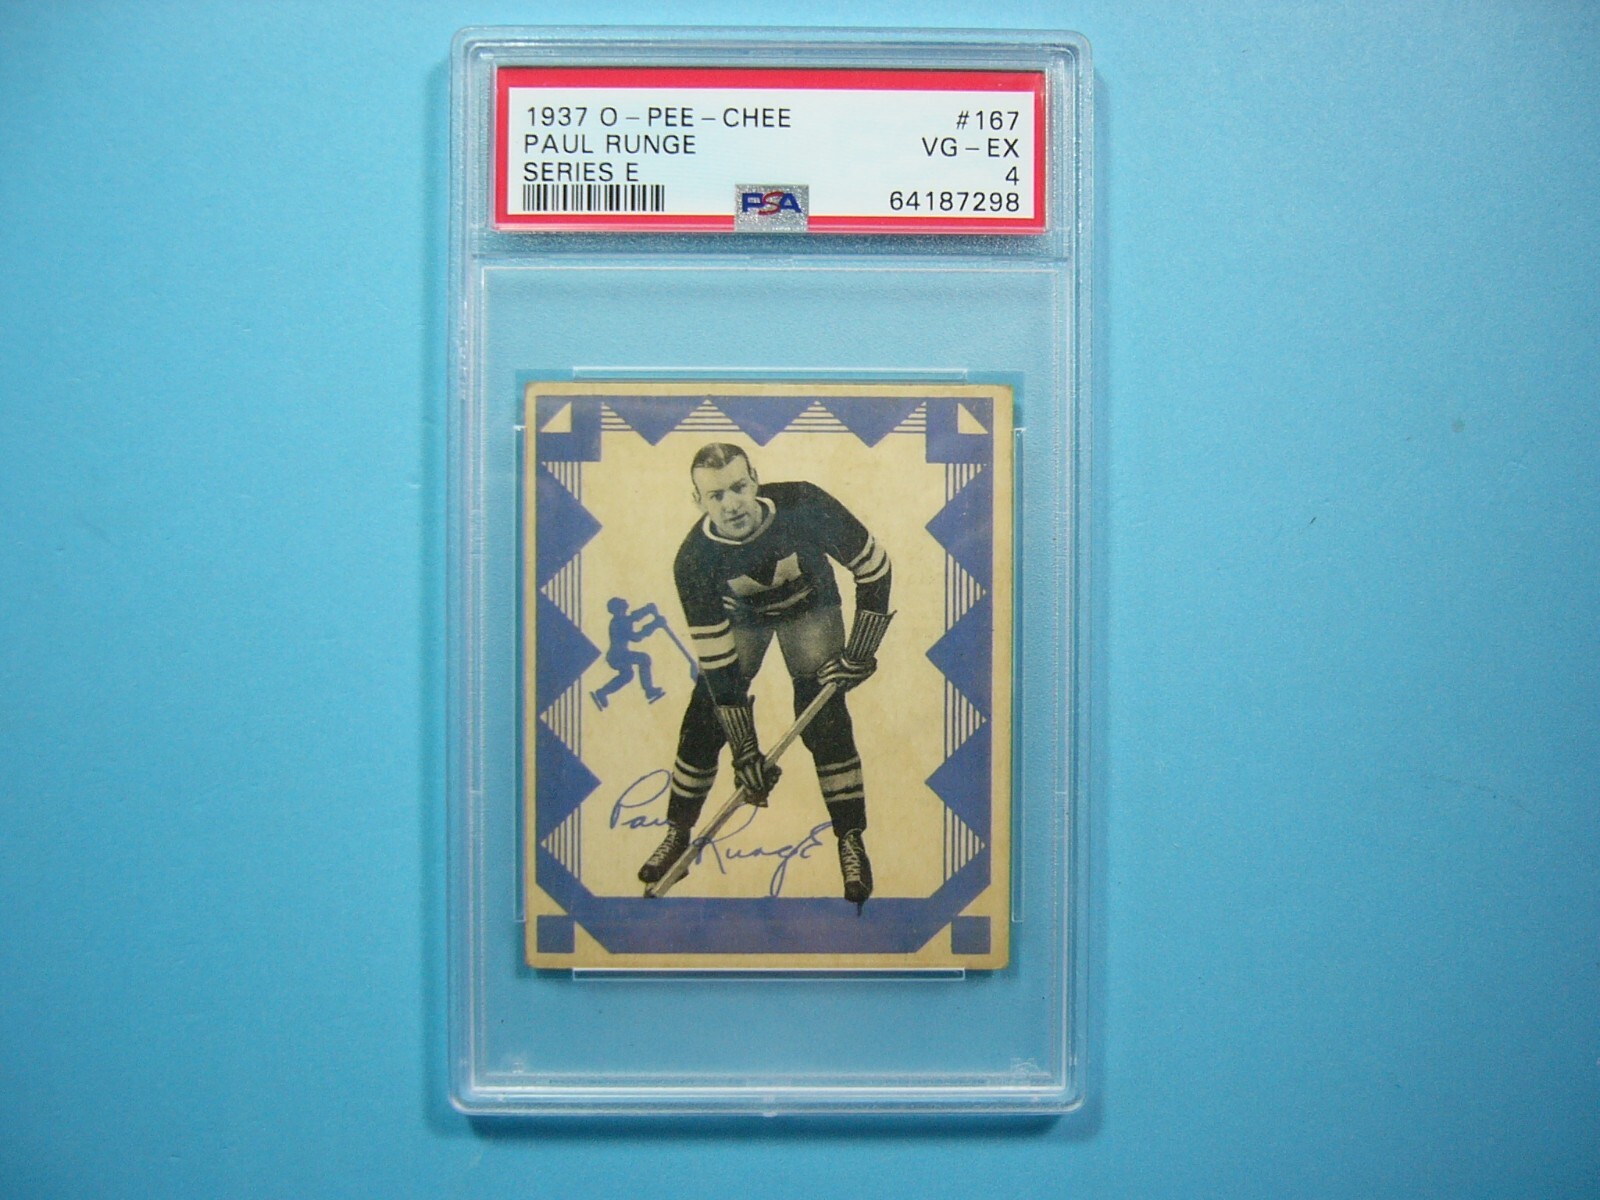 1937 O-PEE-CHEE #167
PAUL RUNGE VG-EX
SERIES E 4
PSA 64187298
M
Paul RungE